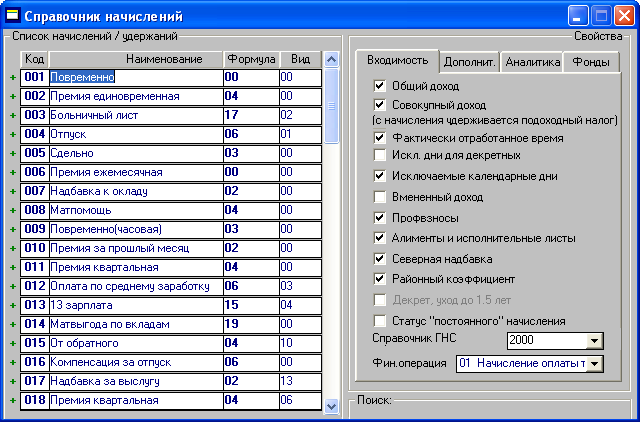 Справочник начислений
Список начислений / удержаний
Код Наименование Формула Вид
+ 001 Повременно 00 00
+ 002 Премия единовременная 04 00
+ 003 Больничный лист 17 02
+ 004 Отпуск 06 01
+ 005 Сдельно 03 00
+ 006 Премия ежемесячная 00 00
+ 007 Надбавка к окладу 02 00
+ 008 Матпомощь 04 00
+ 009 Повременно(часовая) 03 00
+ 010 Премия за прошлый месяц 02 00
+ 011 Премия квартальная 04 00
+ 012 Оплата по среднему заработку 06 03
+ 013 13 зарплата 15 04
+ 014 Матвыгода по вкладам 19 00
+ 015 От обратного 04 10
+ 016 Компенсация за отпуск 06 00
+ 017 Надбавка за выслугу 02 13
+ 018 Премия квартальная 04 06
Свойства
Входимость Дополнит. Аналитика Фонды
Общий доход
Совокупный доход
(с начисления удерживается подоходный налог)
Фактически отработанное время
Искл. дни для декретных
Исключаемые календарные дни
Вмененный доход
Профвзносы
Алименты и исполнительные листы
Северная надбавка
Районный коэффициент
Декрет, уход до 1.5 лет
Статус "постоянного" начисления
Справочник ГНС 2000
Фин.операция 01 Начисление оплаты т
Поиск: